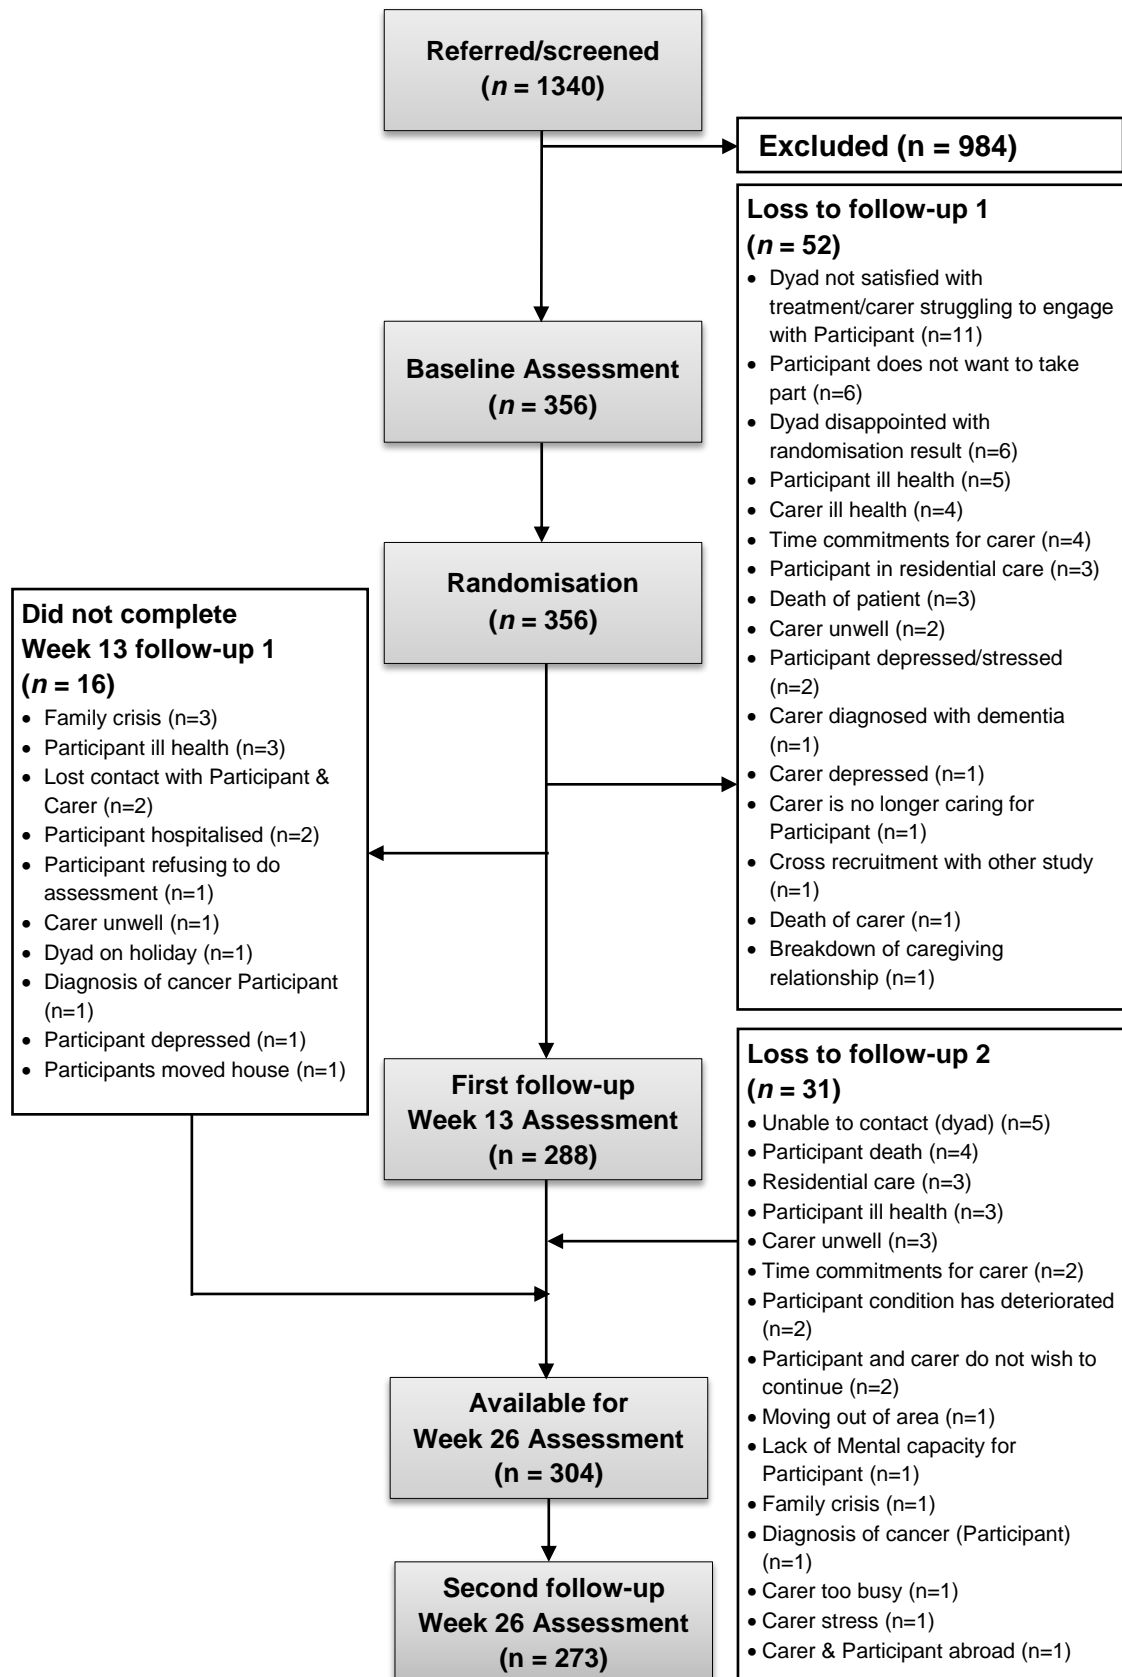 Referred/screened
(n = 1340)
Excluded (n = 984)
Loss to follow-up 1
(n = 52)
• Dyad not satisfied with
treatment/carer struggling to engage
with Participant (n=11)
• Participant does not want to take
part (n=6)
• Dyad disappointed with
randomisation result (n=6)
• Participant ill health (n=5)
• Carer ill health (n=4)
• Time commitments for carer (n=4)
• Participant in residential care (n=3)
• Death of patient (n=3)
• Carer unwell (n=2)
• Participant depressed/stressed
(n=2)
• Carer diagnosed with dementia
(n=1)
• Carer depressed (n=1)
• Carer is no longer caring for
Participant (n=1)
• Cross recruitment with other study
(n=1)
• Death of carer (n=1)
• Breakdown of caregiving
relationship (n=1)
Baseline Assessment
(n = 356)
Randomisation
(n = 356)
Did not complete
Week 13 follow-up 1
(n = 16)
• Family crisis (n=3)
• Participant ill health (n=3)
• Lost contact with Participant &
Carer (n=2)
• Participant hospitalised (n=2)
• Participant refusing to do
assessment (n=1)
• Carer unwell (n=1)
• Dyad on holiday (n=1)
• Diagnosis of cancer Participant
(n=1)
• Participant depressed (n=1)
• Participants moved house (n=1)
First follow-up
Week 13 Assessment
(n = 288)
Loss to follow-up 2
(n = 31)
• Unable to contact (dyad) (n=5)
• Participant death (n=4)
• Residential care (n=3)
• Participant ill health (n=3)
• Carer unwell (n=3)
• Time commitments for carer (n=2)
• Participant condition has deteriorated
(n=2)
• Participant and carer do not wish to
continue (n=2)
• Moving out of area (n=1)
• Lack of Mental capacity for
Participant (n=1)
• Family crisis (n=1)
• Diagnosis of cancer (Participant)
(n=1)
• Carer too busy (n=1)
• Carer stress (n=1)
• Carer & Participant abroad (n=1)
Available for
Week 26 Assessment
(n = 304)
Second follow-up
Week 26 Assessment
(n = 273)